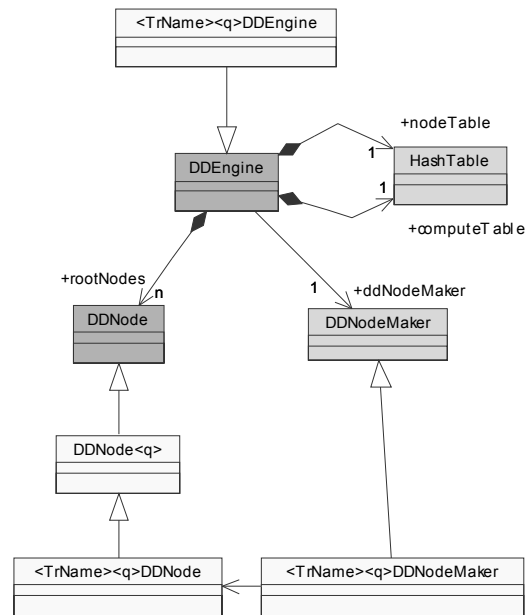 <TrName><q>DDEngine
+nodeTable
1
DDEngine
HashTable
1
+computeTable
+rootNodes
n
1
+ddNodeMaker
DDNode
DDNodeMaker
DDNode<q>
<TrName><q>DDNode
<TrName><q>DDNodeMaker